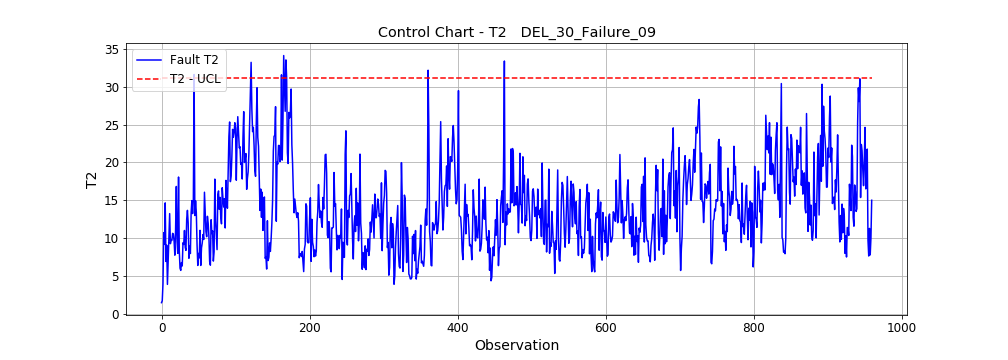 Control Chart - T2   DEL_30_Failure_09
T2
35
30
25
20
15
10
5
0
Fault T2
T2 - UCL
0 200 400 600 800 1000
Observation